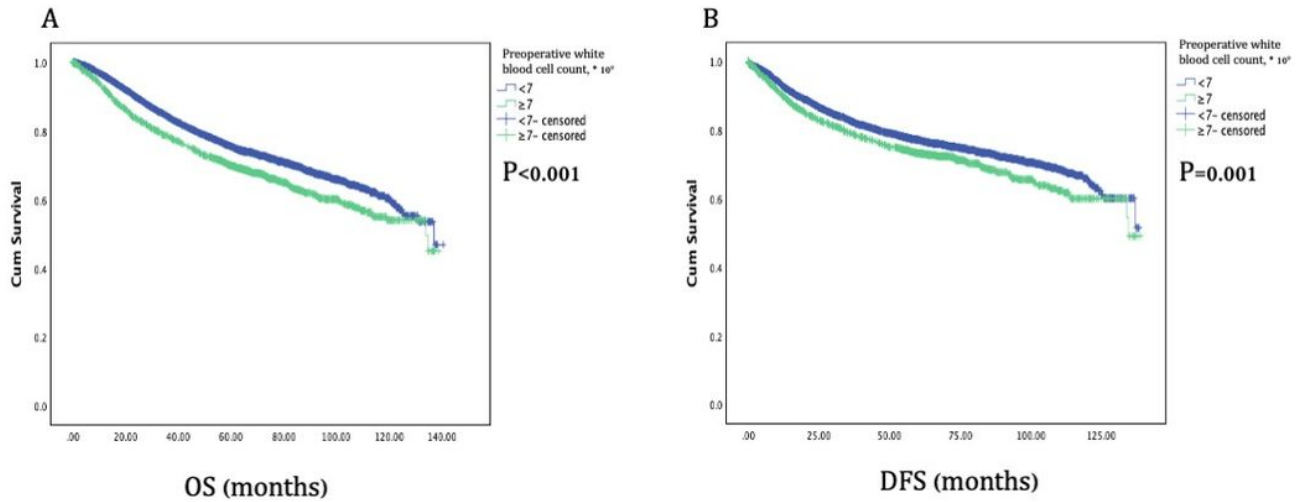 A
Preoperative white
blood cell count, * 10⁹
<7
≥7
<7- censored
≥7- censored
P<0.001
Cum Survival
1.0
0.8
0.6
0.4
0.2
0.0
.00 20.00 40.00 60.00 80.00 100.00 120.00 140.00
OS (months)
B
Preoperative white
blood cell count, * 10⁹
<7
≥7
<7- censored
≥7- censored
P=0.001
Cum Survival
1.0
0.8
0.6
0.4
0.2
0.0
.00 25.00 50.00 75.00 100.00 125.00
DFS (months)